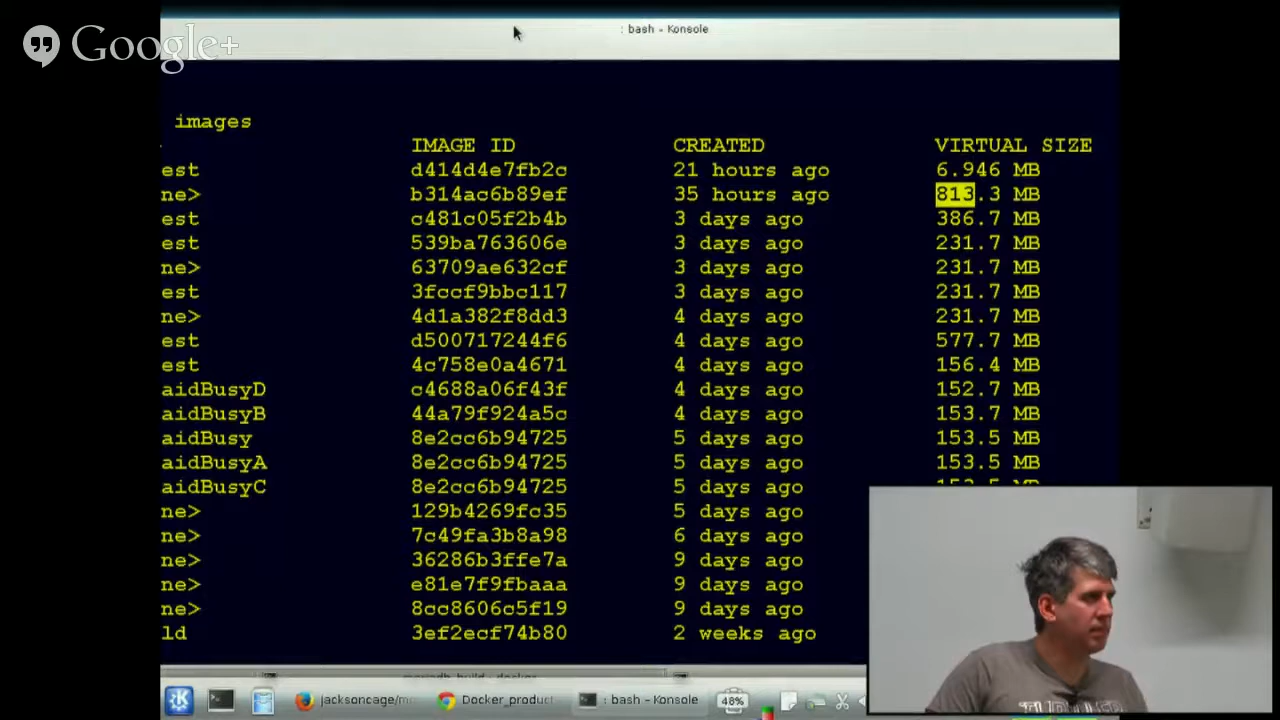 Google+
: bash - Konsole
images
IMAGE ID CREATED VIRTUAL SIZE
est d414d4e7fb2c 21 hours ago 6.946 MB
ne> b314ac6b89ef 35 hours ago 813.3 MB
est c481c05f2b4b 3 days ago 386.7 MB
est 539ba763606e 3 days ago 231.7 MB
ne> 63709ae632cf 3 days ago 231.7 MB
est 3fccf9bbc117 3 days ago 231.7 MB
ne> 4d1a382f8dd3 4 days ago 231.7 MB
est d500717244f6 4 days ago 577.7 MB
est 4c758e0a4671 4 days ago 156.4 MB
aidBusyD c4688a06f43f 4 days ago 152.7 MB
aidBusyB 44a79f924a5c 4 days ago 153.7 MB
aidBusy 8e2cc6b94725 5 days ago 153.5 MB
aidBusyA 8e2cc6b94725 5 days ago 153.5 MB
aidBusyC 8e2cc6b94725 5 days ago 153.5 MB
ne> 129b4269fc35 5 days ago
ne> 7c49fa3b8a98 6 days ago
ne> 36286b3ffe7a 9 days ago
ne> e81e7f9fbaaa 9 days ago
ne> 8cc8606c5f19 9 days ago
ld 3ef2ecf74b80 2 weeks ago
jacksoncage/m Docker_product : bash - Konsole 48%